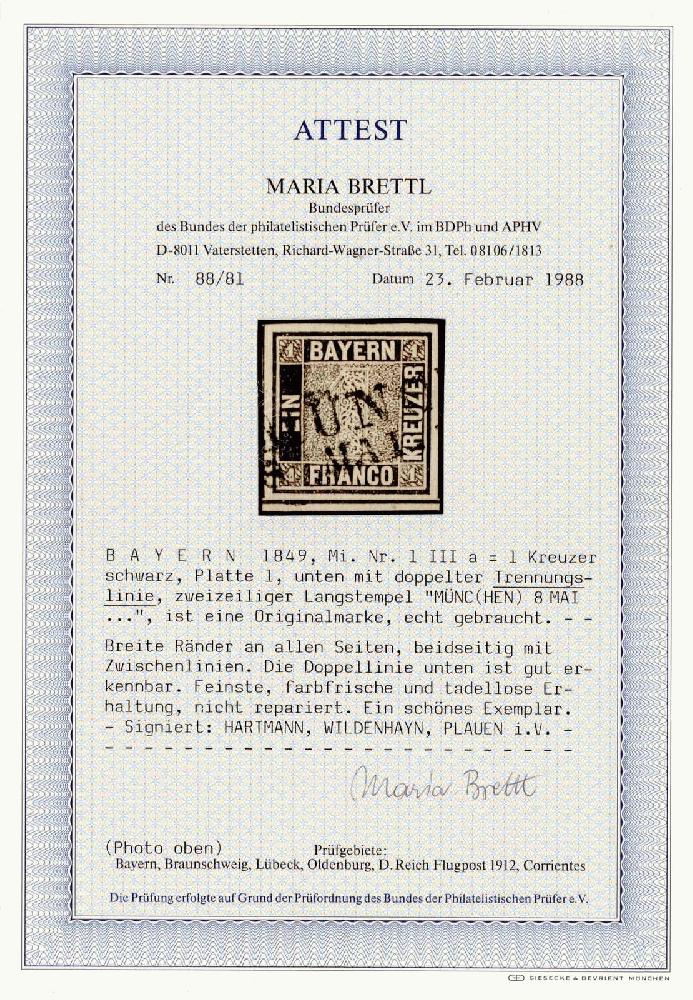 ATTEST
MARIA BRETTL
Bundesprüfer
des Bundes der philatelistischen Prüfer e.V. im BDPh und APHV
D-8011 Vaterstetten, Richard-Wagner-Straße 31, Tel. 08106/1813
Nr. 88/81 Datum 23. Februar 1988
1 BAYERN 1
EIN
KREUZER
UN
MAI
1 FRANCO 1
B A Y E R N 1849, Mi. Nr. 1 III a = 1 Kreuzer
schwarz, Platte 1, unten mit doppelter Trennungs-
linie, zweizeiliger Langstempel "MÜNC(HEN) 8 MAI
...", ist eine Originalmarke, echt gebraucht. - -
Breite Ränder an allen Seiten, beidseitig mit
Zwischenlinien. Die Doppellinie unten ist gut er-
kennbar. Feinste, farbfrische und tadellose Er-
haltung, nicht repariert. Ein schönes Exemplar.
- Signiert: HARTMANN, WILDENHAYN, PLAUEN i.V. -
- - - - - - - - - - - - - - - - - - - - - - - -
Maria Brettl
(Photo oben) Prüfgebiete:
Bayern, Braunschweig, Lübeck, Oldenburg, D. Reich Flugpost 1912, Corrientes
Die Prüfung erfolgte auf Grund der Prüfordnung des Bundes der Philatelistischen Prüfer e.V.
GIESECKE & DEVRIENT MÜNCHEN